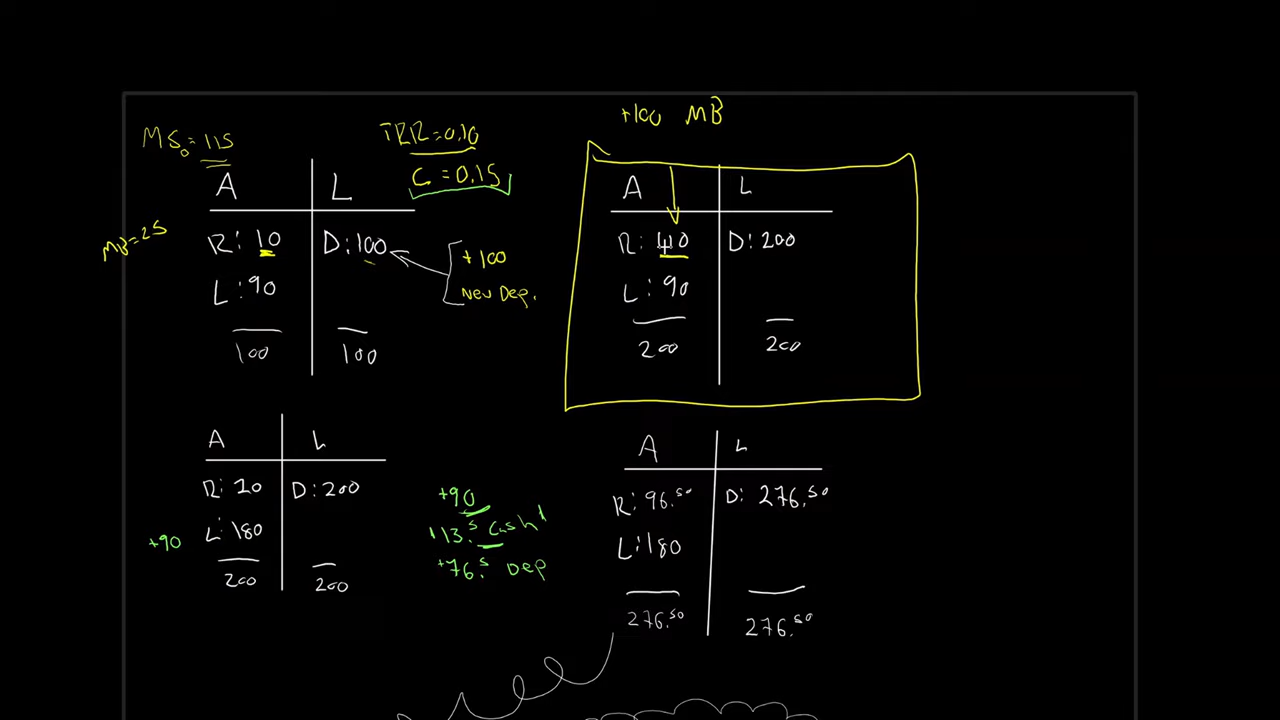 +100 MB
MS₀ = 115
TRR=0.10
C = 0.15
A L
MB=25
R: 10 D: 100
L: 90
100 100
+100
New Dep.
A L
R: 110 D: 200
L: 90
200 200
A L
R: 20 D: 200
+90 L: 180
200 200
+90
+13.5 Cash
+76.5 Dep
A L
R: 96.50 D: 276.50
L: 180
276.50 276.50